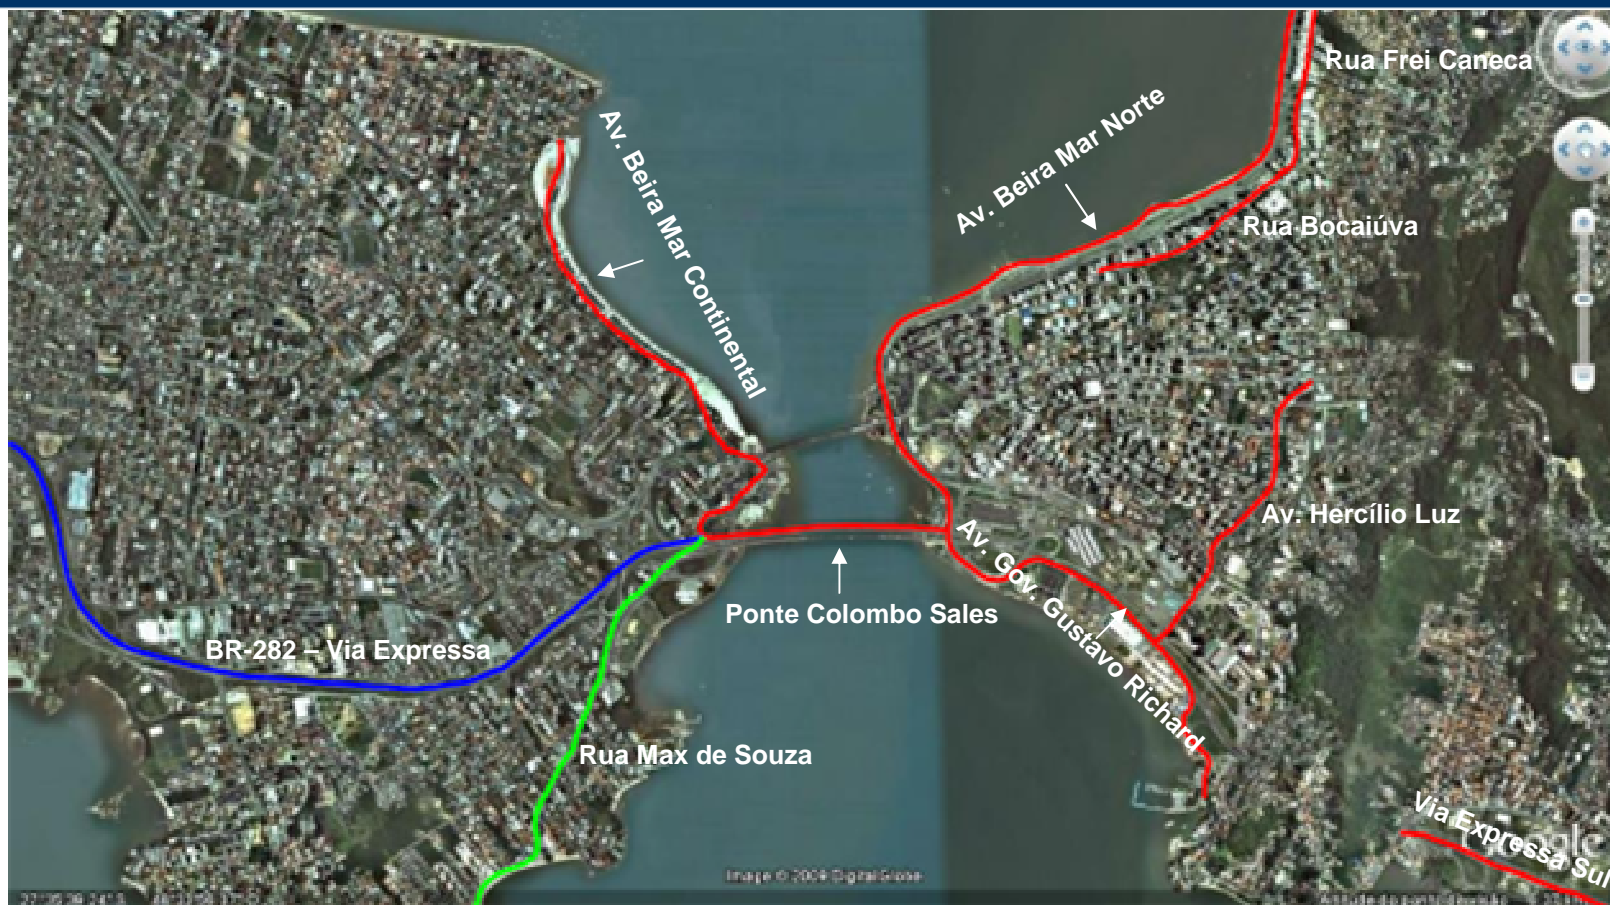 Rua Frei Caneca
Av. Beira Mar Norte
Av. Beira Mar Continental
Rua Bocaiúva
Av. Hercílio Luz
Av. Gov. Gustavo Richard
Ponte Colombo Sales
BR-282 – Via Expressa
Rua Max de Souza
Via Expressa Sul
Google
Image © 2009 DigitalGlobe